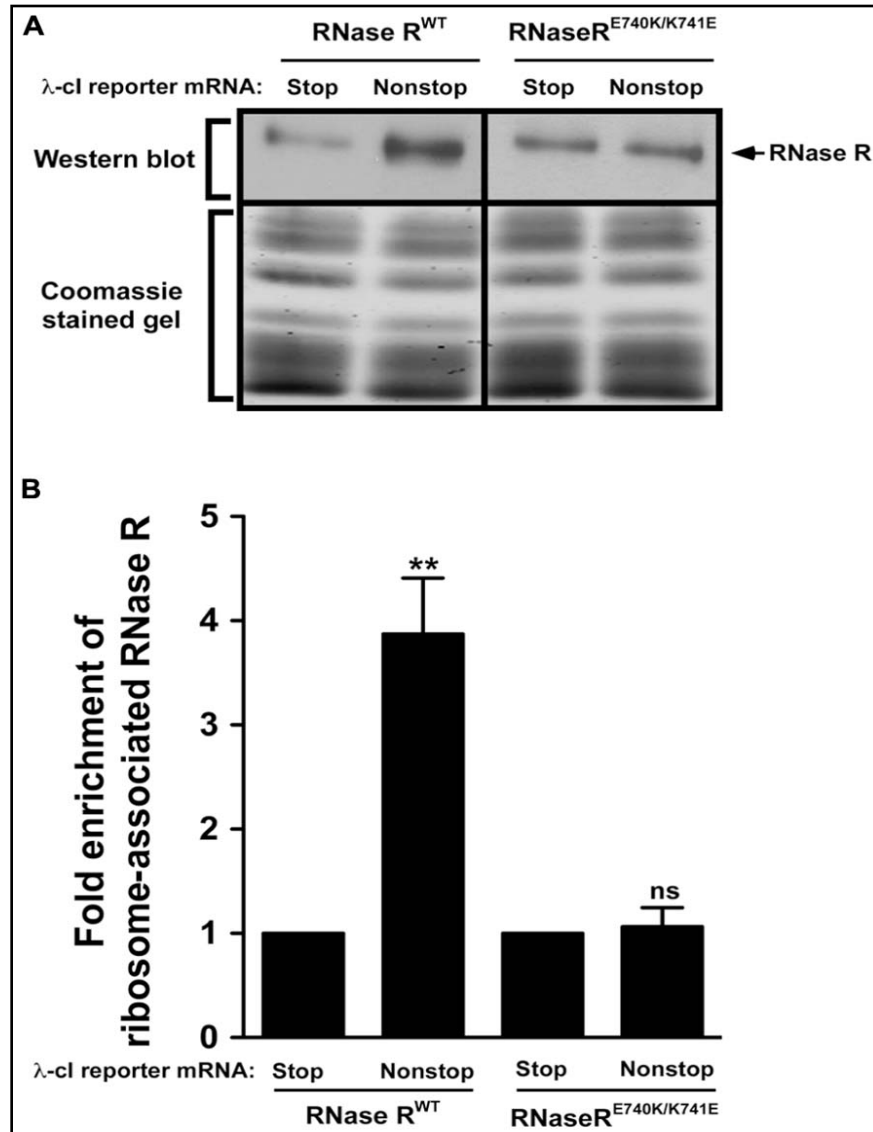 A
RNase R^WT RNaseR^E740K/K741E
λ-cI reporter mRNA: Stop Nonstop Stop Nonstop
Western blot
RNase R
Coomassie
stained gel
B
Fold enrichment of
ribosome-associated RNase R
5
4
3
2
1
0
**
ns
λ-cI reporter mRNA: Stop Nonstop Stop Nonstop
RNase R^WT RNaseR^E740K/K741E